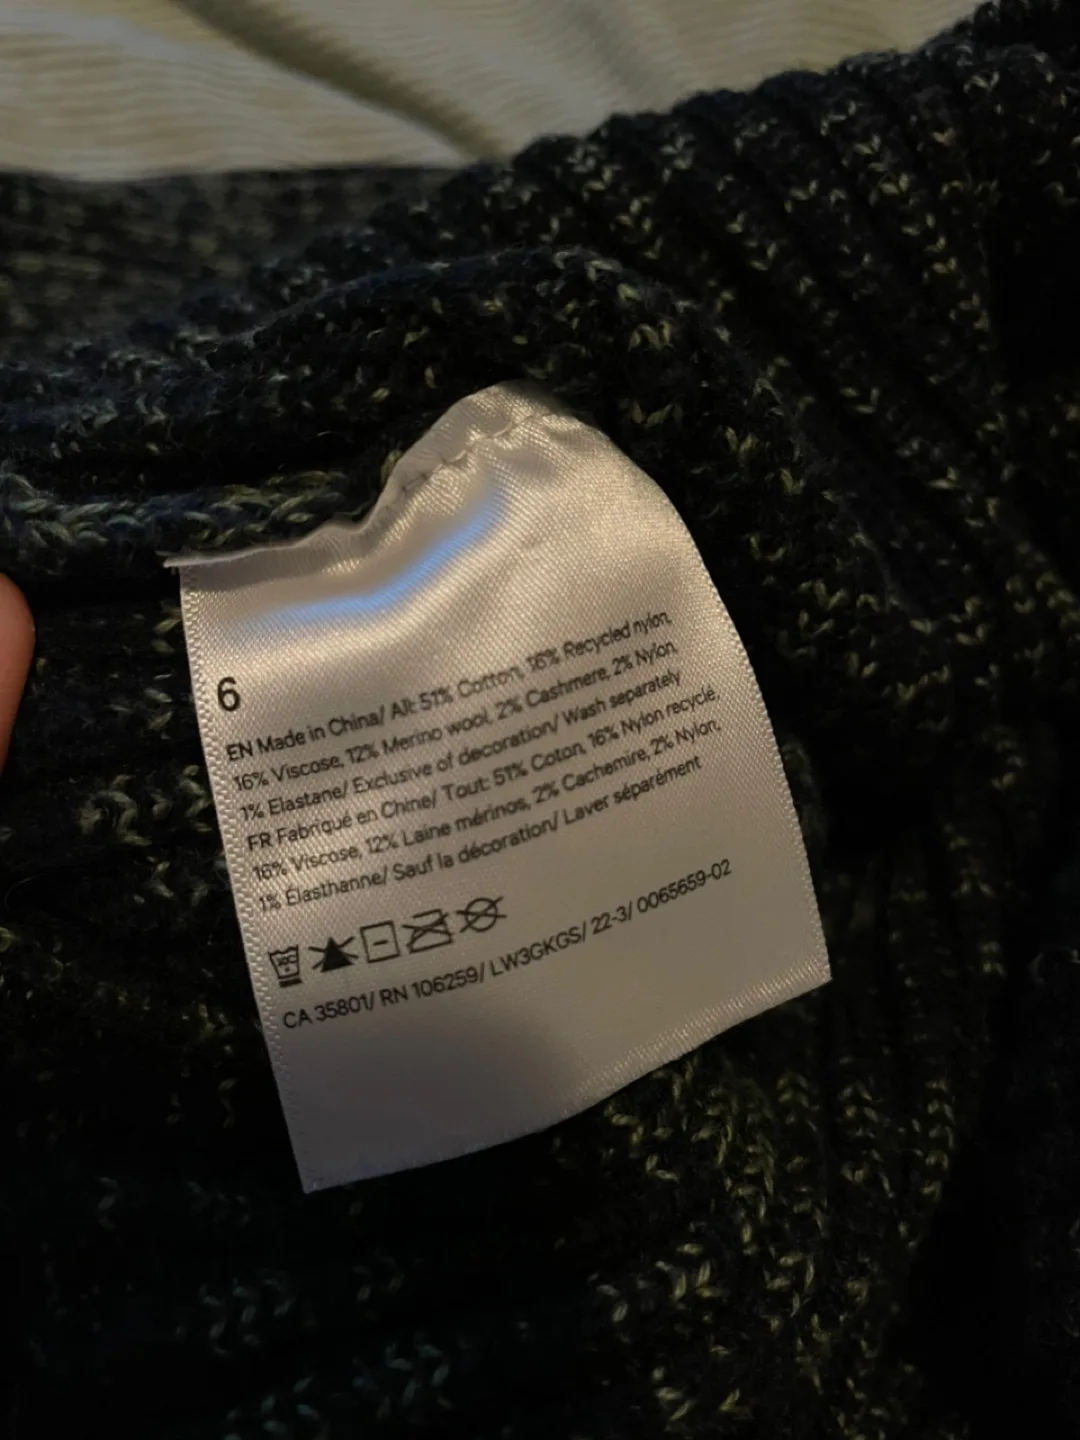 6
EN Made in China/ All: 51% Cotton, 16% Recycled nylon,
16% Viscose, 12% Merino wool, 2% Cashmere, 2% Nylon,
1% Elastane/ Exclusive of decoration/ Wash separately
FR Fabriqué en Chine/ Tout: 51% Coton, 16% Nylon recyclé,
16% Viscose, 12% Laine mérinos, 2% Cachemire, 2% Nylon,
1% Élasthanne/ Sauf la décoration/ Laver séparément
CA 35801/ RN 106259/ LW3GKGS/ 22-3/ 0065659-02